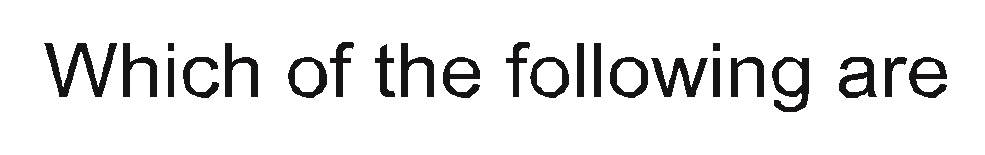 Which of the following are